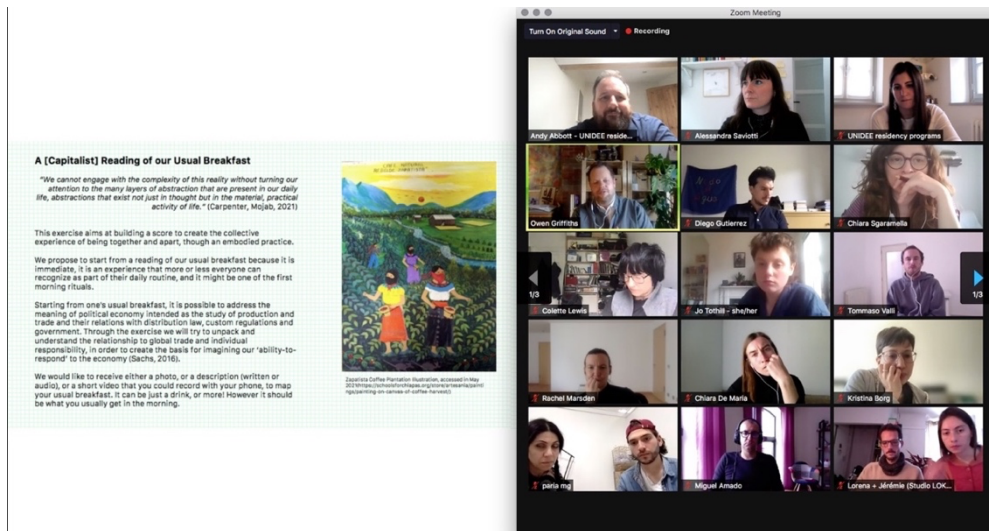 A [Capitalist] Reading of our Usual Breakfast
"We cannot engage with the complexity of this reality without turning our
attention to the many layers of abstraction that are present in our daily
life, abstractions that exist not just in thought but in the material, practical
activity of life." (Carpenter, Mojab, 2021)
This exercise aims at building a score to create the collective
experience of being together and apart, though an embodied practice.
We propose to start from a reading of our usual breakfast because it is
immediate, it is an experience that more or less everyone can
recognize as part of their daily routine, and it might be one of the first
morning rituals.
Starting from one's usual breakfast, it is possible to address the
meaning of political economy intended as the study of production and
trade and their relations with distribution law, custom regulations and
government. Through the exercise we will try to unpack and
understand the relationship to global trade and individual
responsibility, in order to create the basis for imagining our 'ability-to-
respond' to the economy (Sachs, 2016).
We would like to receive either a photo, or a description (written or
audio), or a short video that you could record with your phone, to map
your usual breakfast. It can be just a drink, or more! However it should
be what you usually get in the morning.
Zapatista Coffee Plantation Illustration, accessed in May
Zoom Meeting
Turn On Original Sound
Recording
Andy Abbott - UNIDEE reside...
Alessandra Saviotti
UNIDEE residency programs
Owen Griffiths
Diego Gutierrez
Chiara Sgaramella
1/3
Colette Lewis
Jo Tothill - she/her
Tommaso Valli
1/3
Rachel Marsden
Chiara De Maria
Kristina Borg
paria mg
Miguel Amado
Lorena + Jérémie (Studio LOK...